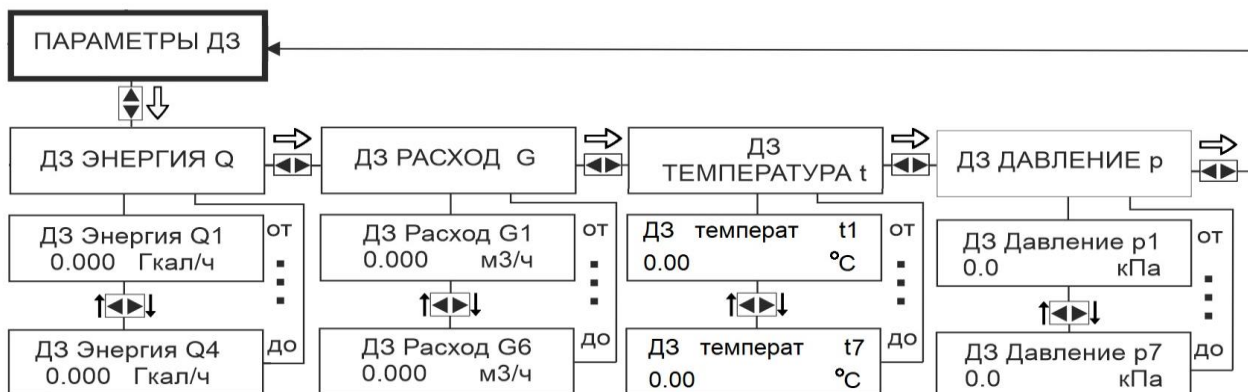 ПАРАМЕТРЫ ДЗ
ДЗ ЭНЕРГИЯ Q
ДЗ РАСХОД G
ДЗ
ТЕМПЕРАТУРА t
ДЗ ДАВЛЕНИЕ p
ДЗ Энергия Q1
0.000 Гкал/ч
от
ДЗ Расход G1
0.000 м3/ч
от
ДЗ температ t1
0.00 °C
от
ДЗ Давление p1
0.0 кПа
от
ДЗ Энергия Q4
0.000 Гкал/ч
до
ДЗ Расход G6
0.000 м3/ч
до
ДЗ температ t7
0.00 °C
до
ДЗ Давление p7
0.0 кПа
до